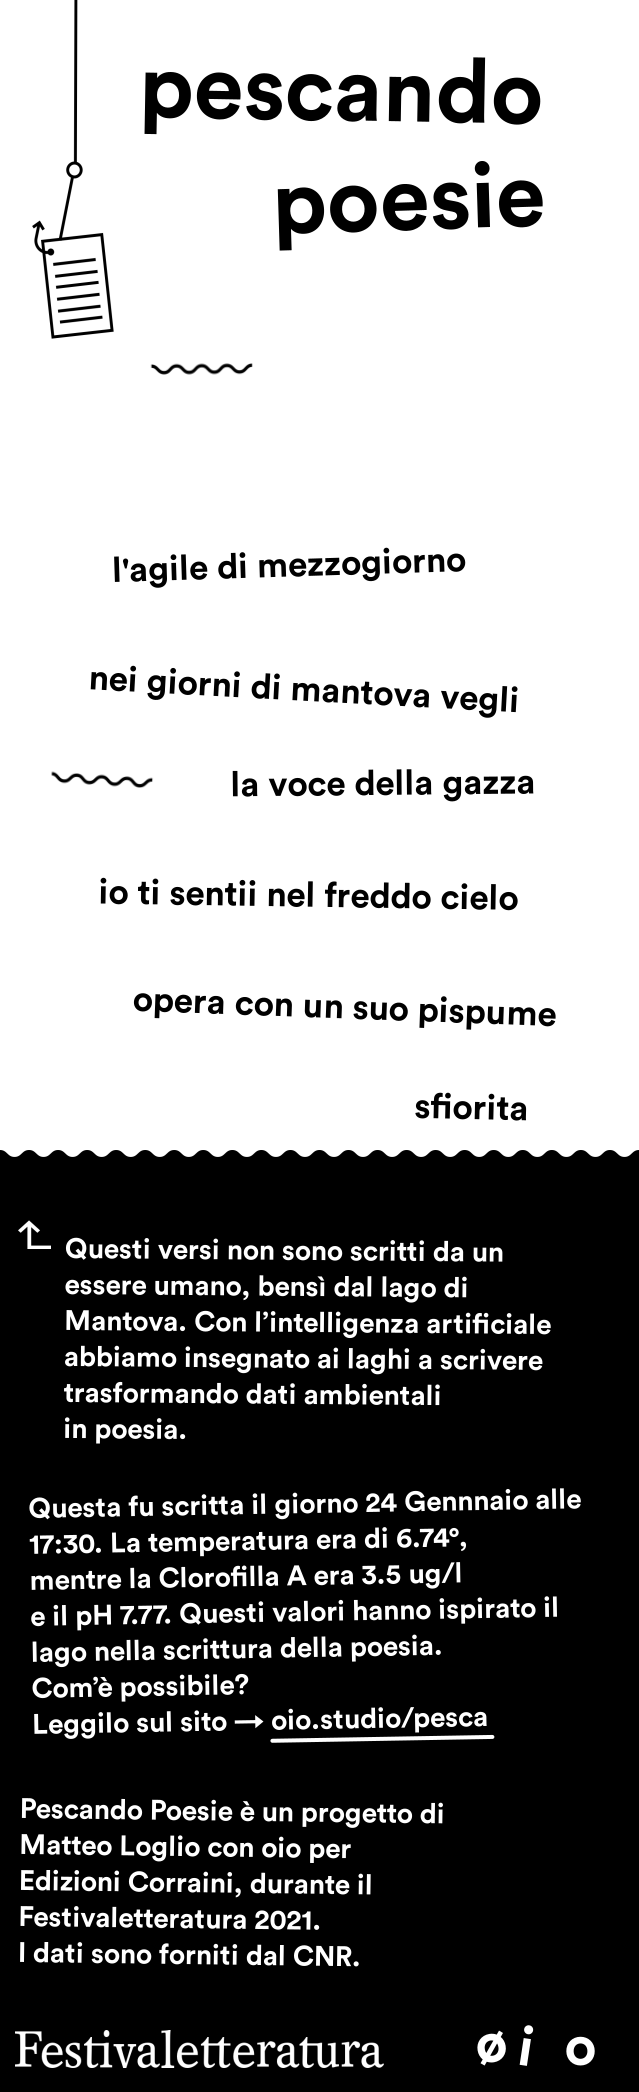 pescando
poesie
l'agile di mezzogiorno
nei giorni di mantova vegli
la voce della gazza
io ti sentii nel freddo cielo
opera con un suo pispume
sfiorita
Questi versi non sono scritti da un
essere umano, bensì dal lago di
Mantova. Con l’intelligenza artificiale
abbiamo insegnato ai laghi a scrivere
trasformando dati ambientali
in poesia.
Questa fu scritta il giorno 24 Gennnaio alle
17:30. La temperatura era di 6.74°,
mentre la Clorofilla A era 3.5 ug/l
e il pH 7.77. Questi valori hanno ispirato il
lago nella scrittura della poesia.
Com’è possibile?
Leggilo sul sito → oio.studio/pesca
Pescando Poesie è un progetto di
Matteo Loglio con oio per
Edizioni Corraini, durante il
Festivaletteratura 2021.
I dati sono forniti dal CNR.
Festivaletteratura øi o